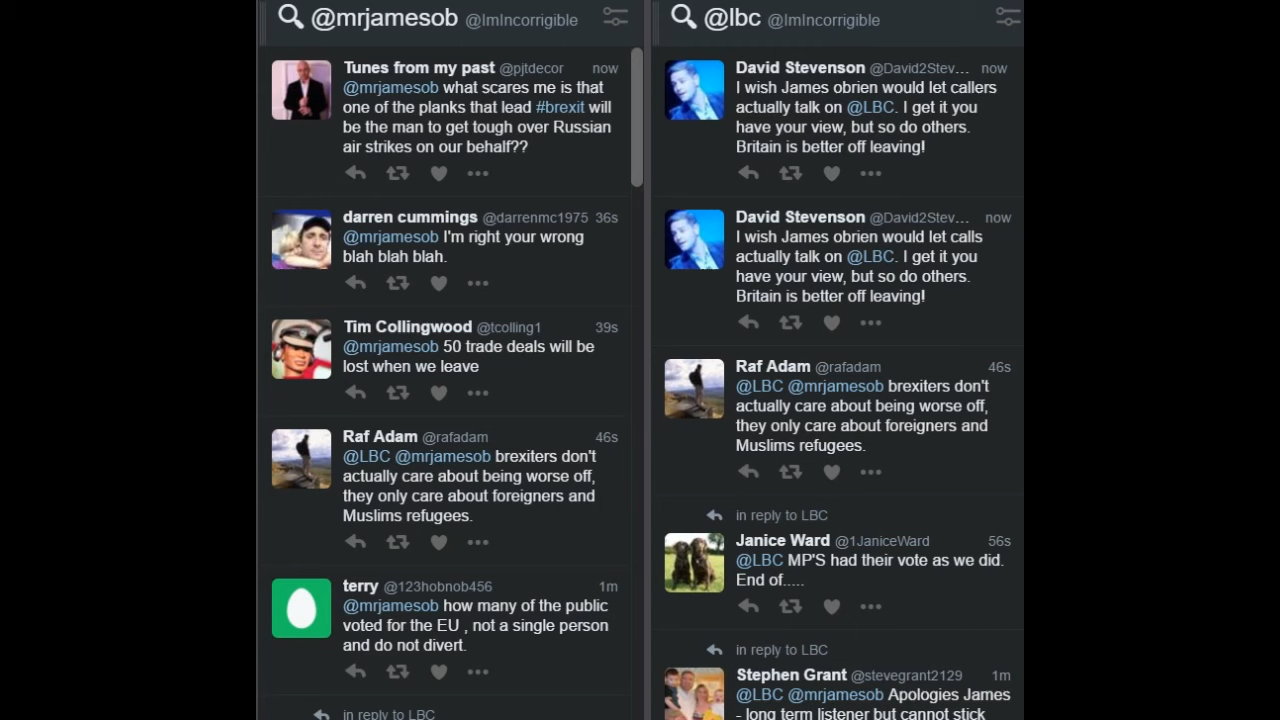 @mrjamesob @ImIncorrigible
Tunes from my past @pjtdecor now
@mrjamesob what scares me is that
one of the planks that lead #brexit will
be the man to get tough over Russian
air strikes on our behalf??
darren cummings @darrenmc1975 36s
@mrjamesob I'm right your wrong
blah blah blah.
Tim Collingwood @tcolling1 39s
@mrjamesob 50 trade deals will be
lost when we leave
Raf Adam @rafadam 46s
@LBC @mrjamesob brexiters don't
actually care about being worse off,
they only care about foreigners and
Muslims refugees.
terry @123hobnob456 1m
@mrjamesob how many of the public
voted for the EU , not a single person
and do not divert.
in reply to LBC
@lbc @ImIncorrigible
David Stevenson @David2Stev... now
I wish James obrien would let callers
actually talk on @LBC. I get it you
have your view, but so do others.
Britain is better off leaving!
David Stevenson @David2Stev... now
I wish James obrien would let calls
actually talk on @LBC. I get it you
have your view, but so do others.
Britain is better off leaving!
Raf Adam @rafadam 46s
@LBC @mrjamesob brexiters don't
actually care about being worse off,
they only care about foreigners and
Muslims refugees.
in reply to LBC
Janice Ward @1JaniceWard 56s
@LBC MP'S had their vote as we did.
End of.....
in reply to LBC
Stephen Grant @stevegrant2129 1m
@LBC @mrjamesob Apologies James
- long term listener but cannot stick